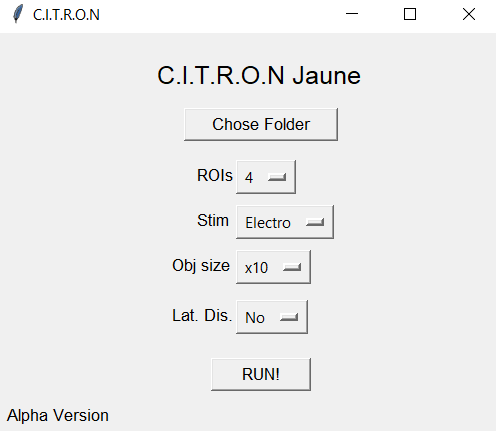 C.I.T.R.O.N
C.I.T.R.O.N Jaune
Chose Folder
ROIs 4
Stim Electro
Obj size x10
Lat. Dis. No
RUN!
Alpha Version